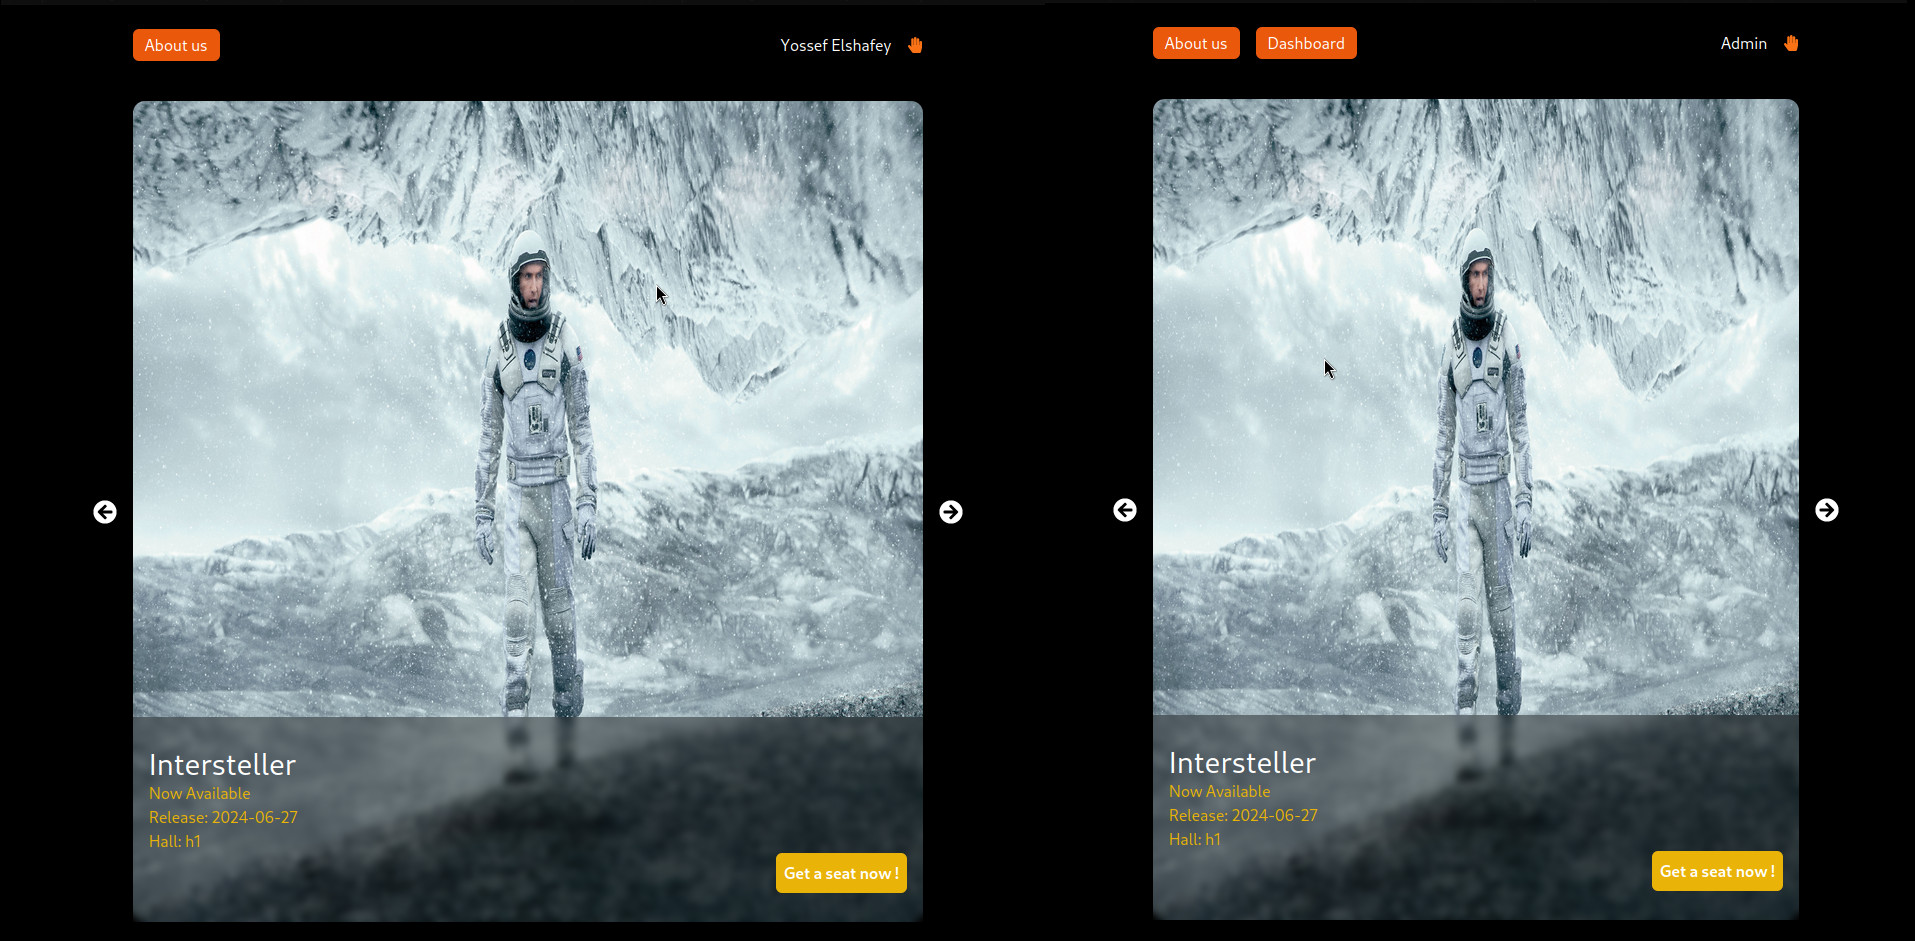 About us
Yossef Elshafey
Intersteller
Now Available
Release: 2024-06-27
Hall: h1
Get a seat now !
About us
Dashboard
Admin
Intersteller
Now Available
Release: 2024-06-27
Hall: h1
Get a seat now !